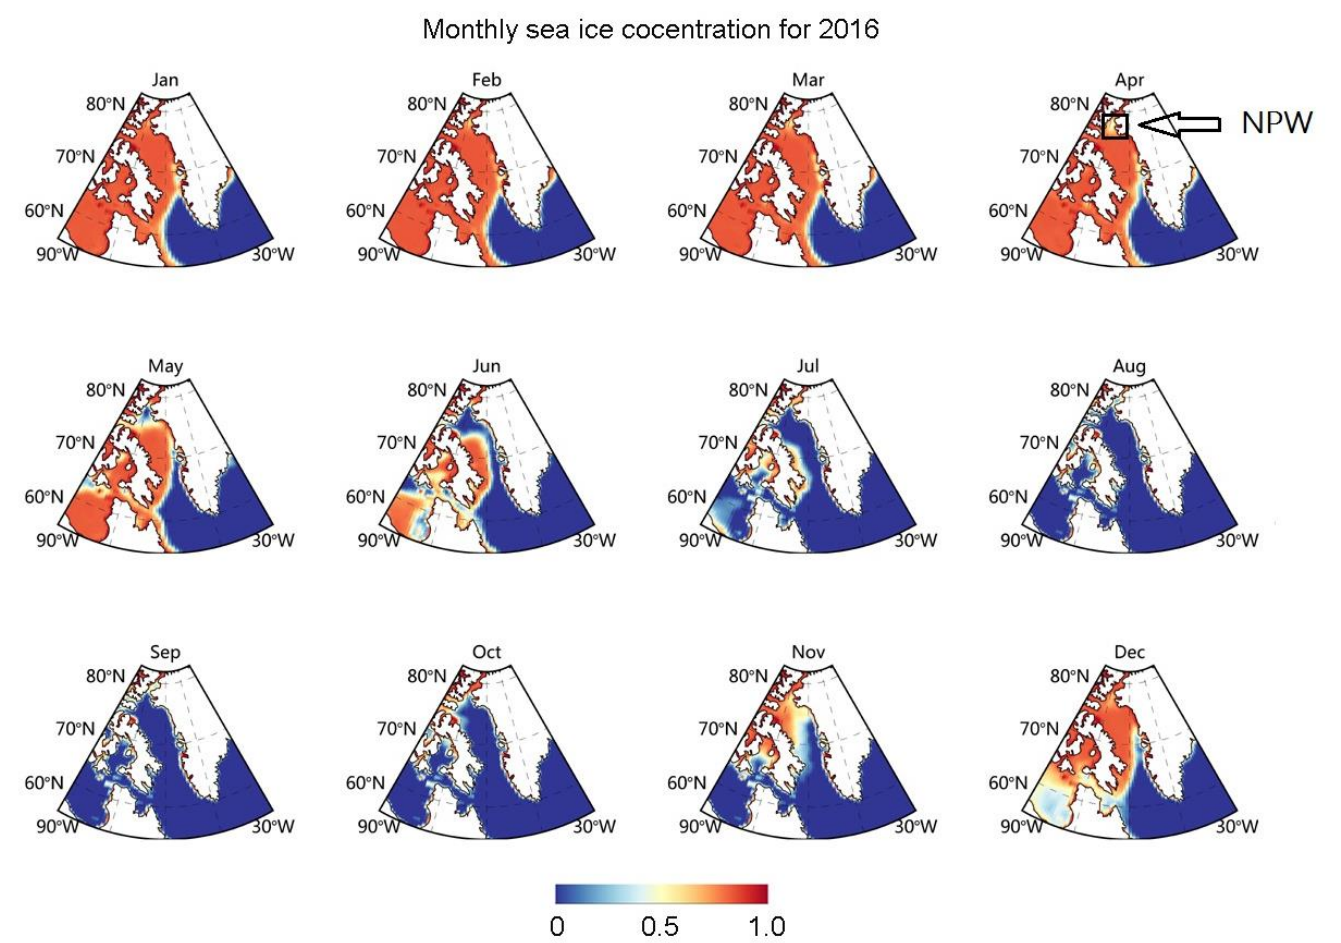 Monthly sea ice cocentration for 2016
Jan
80°N
70°N
60°N
90°W
30°W
Feb
80°N
70°N
60°N
90°W
30°W
Mar
80°N
70°N
60°N
90°W
30°W
Apr
80°N
70°N
60°N
90°W
30°W
NPW
May
80°N
70°N
60°N
90°W
30°W
Jun
80°N
70°N
60°N
90°W
30°W
Jul
80°N
70°N
60°N
90°W
30°W
Aug
80°N
70°N
60°N
90°W
30°W
Sep
80°N
70°N
60°N
90°W
30°W
Oct
80°N
70°N
60°N
90°W
30°W
Nov
80°N
70°N
60°N
90°W
30°W
Dec
80°N
70°N
60°N
90°W
30°W
0 0.5 1.0